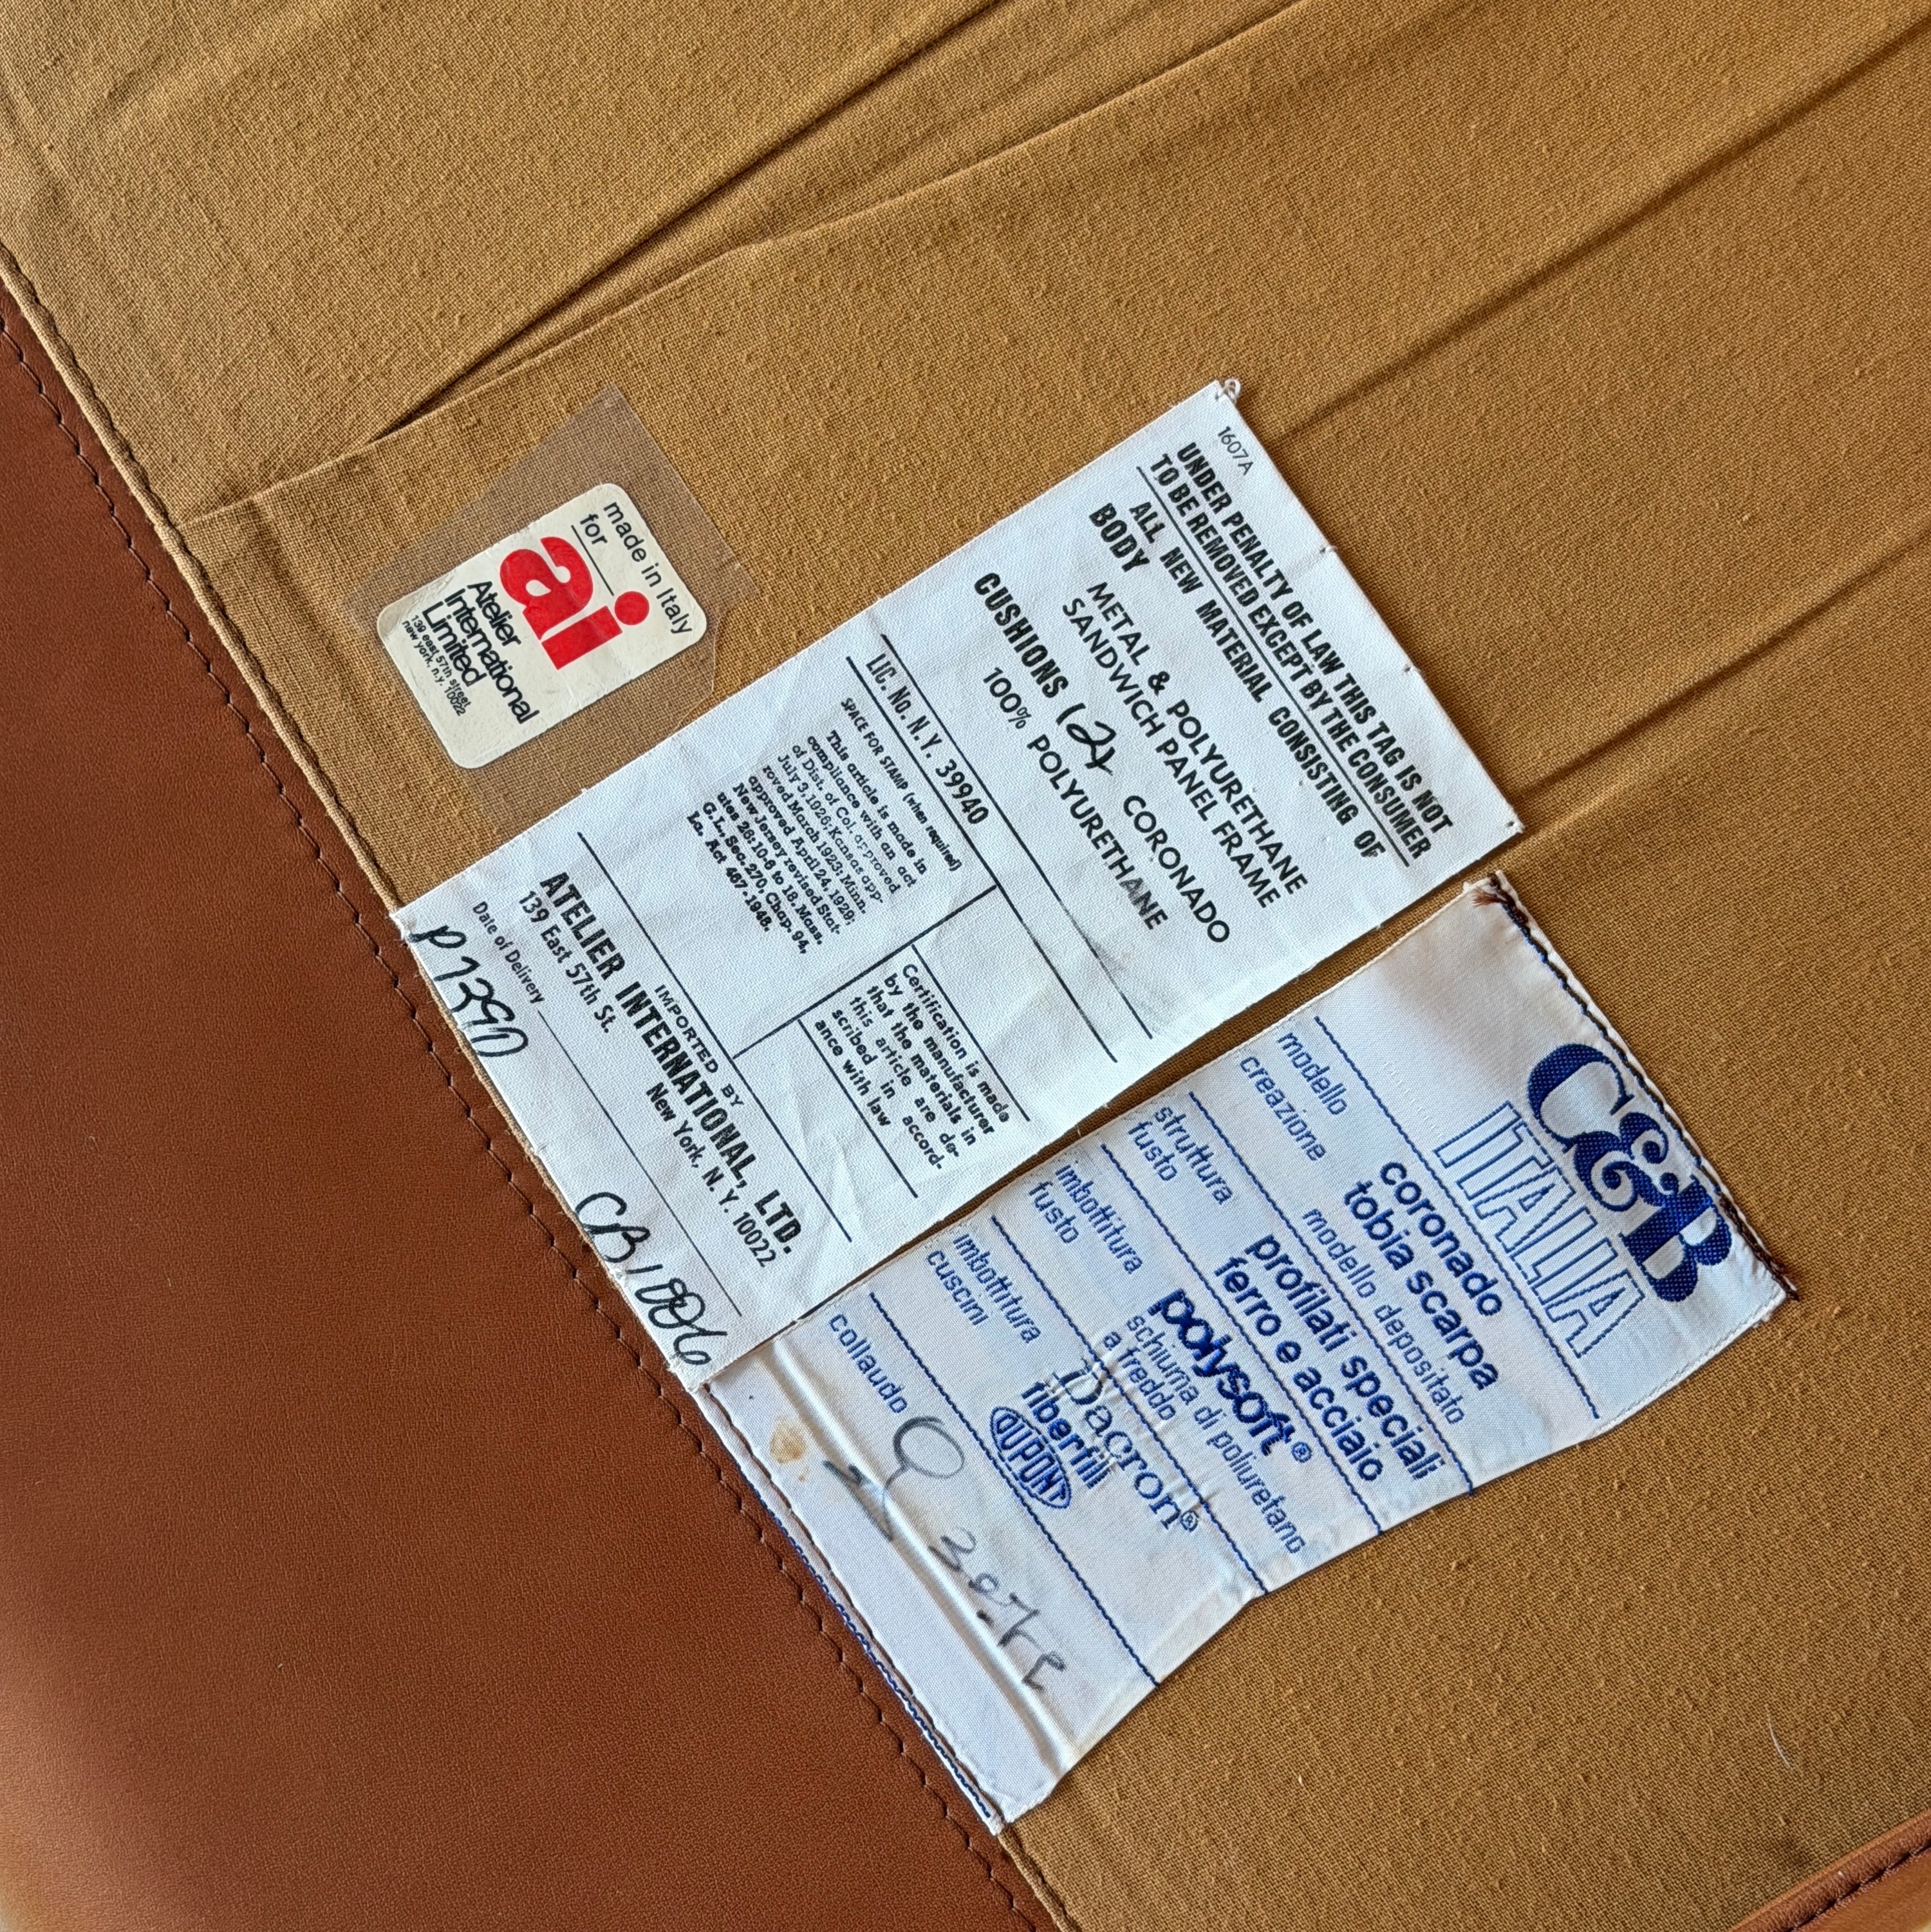 made in Italy
for
ai
Atelier
International
Limited
139 east 57th street
new york, n.y. 10022
1607A
UNDER PENALTY OF LAW THIS TAG IS NOT
TO BE REMOVED EXCEPT BY THE CONSUMER
ALL NEW MATERIAL CONSISTING OF
BODY
METAL & POLYURETHANE
SANDWICH PANEL FRAME
CUSHIONS (2) CORONADO
100% POLYURETHANE
LIC. No. N.Y. 39940
SPACE FOR STAMP (when required)
This article is made in
compliance with an act
of Dist. of Col. approved
July 3, 1926; Kansas app-
roved March 1923; Minn.
approved April 24, 1929;
New Jersey revised Stat-
utes 26:10-6 to 18. Mass.
G.L. Sec. 270, Chap. 94,
La. Act 467. 1948.
Certification is made
by the manufacturer
that the materials in
this article are de-
scribed in accord-
ance with law
IMPORTED BY
ATELIER INTERNATIONAL, LTD.
139 East 57th St. New York, N. Y. 10022
Date of Delivery
P7390 CB1006
C&B
ITALIA
modello coronado
creazione tobia scarpa
modello depositato
struttura profilati speciali
fusto ferro e acciaio
imbottitura polysoft®
fusto schiuma di poliuretano
a freddo
imbottitura Dacron®
cuscini fiberfill
DUPONT
collaudo